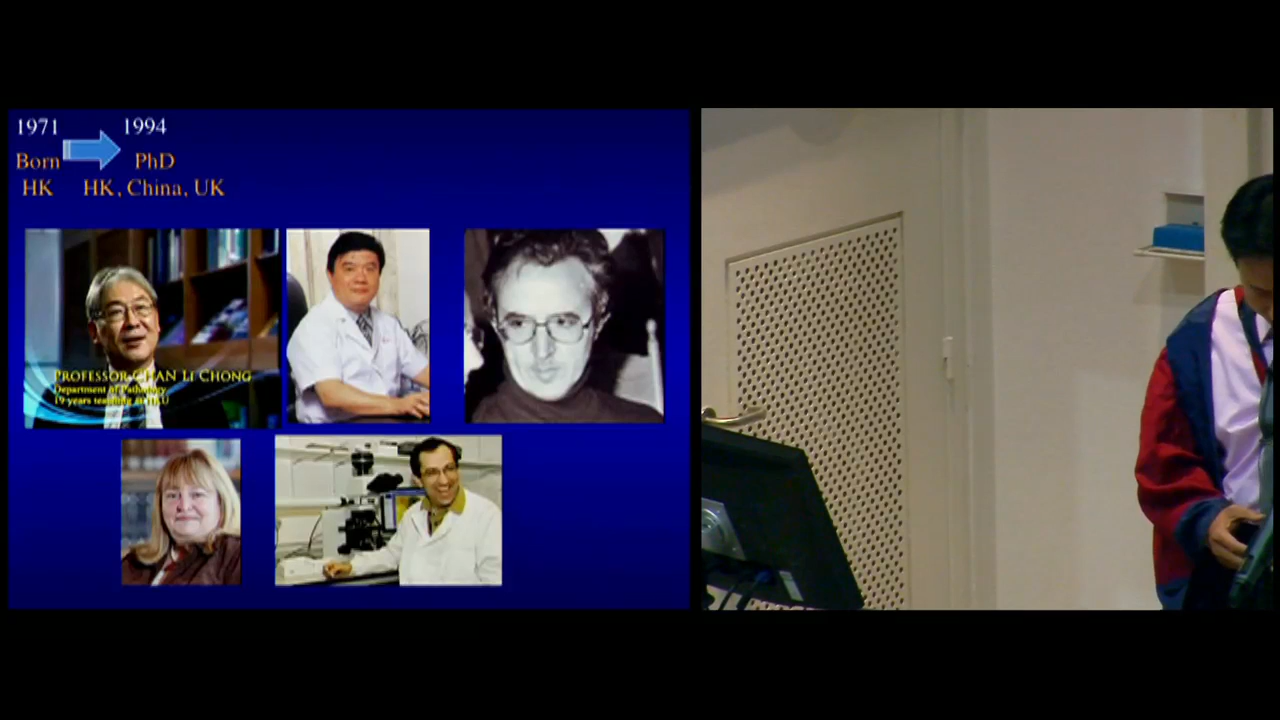 1971
1994
Born
PhD
HK
HK, China, UK
PROFESSOR CHAN LI CHONG
Department of Pathology
19 years teaching at HKU